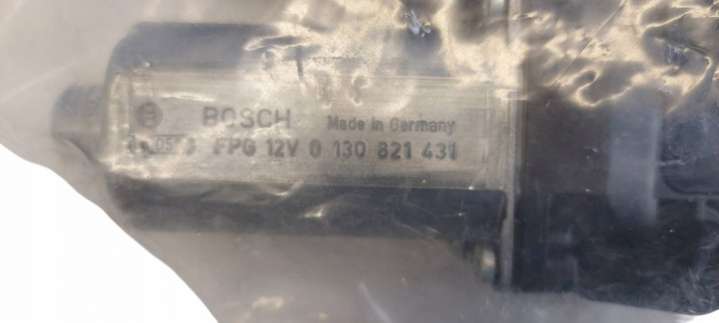 BOSCH Made in Germany
FPG 12V 0 130 821 431